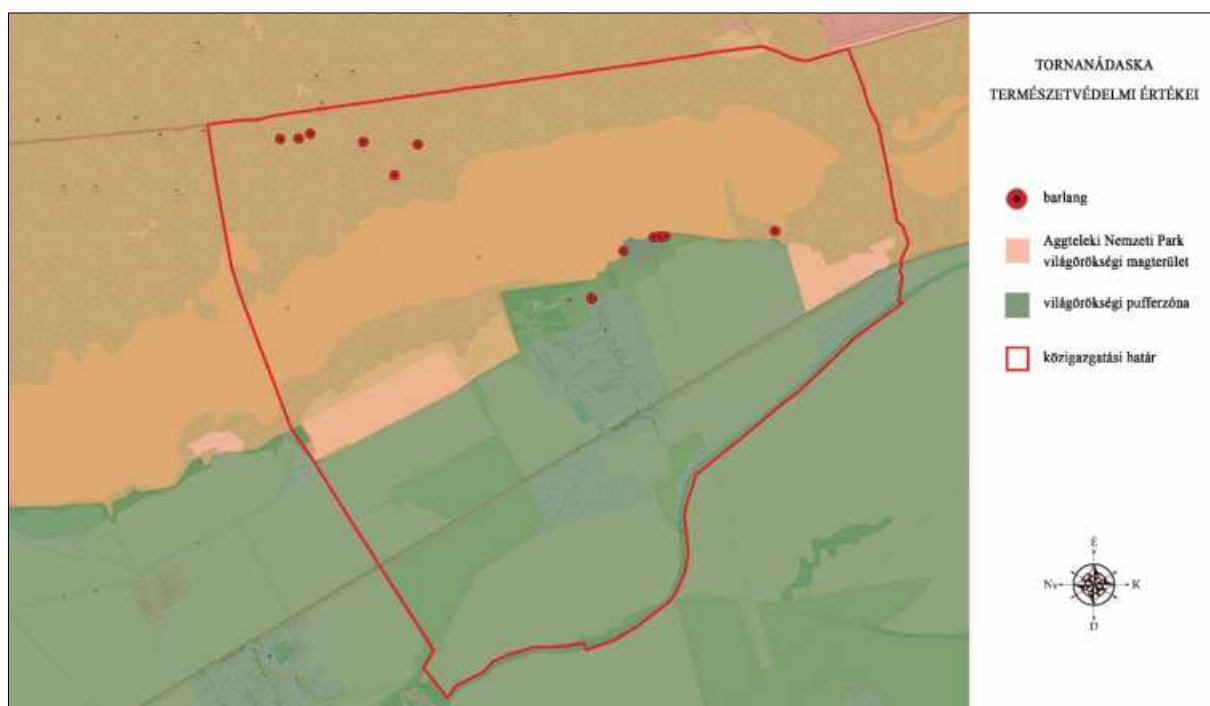 TORNANÁDASKA
TERMÉSZETVÉDELMI ÉRTÉKEI
barlang
Aggteleki Nemzeti Park
világörökségi magterület
világörökségi pufferzóna
közigazgatási határ
É
Ny
K
D